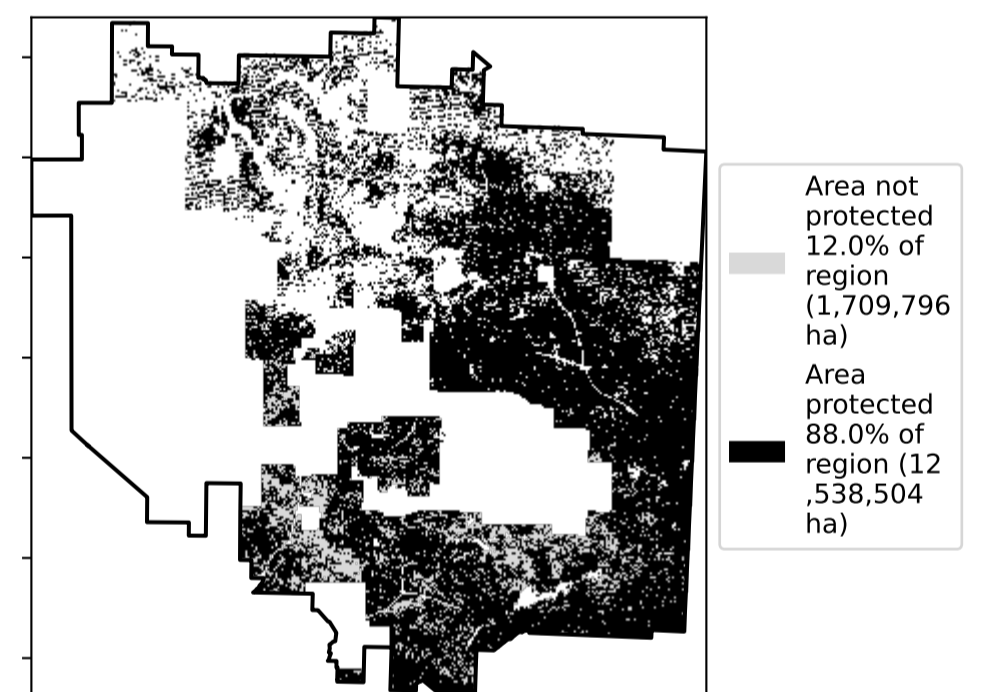 Area not
protected
12.0% of
region
(1,709,796
ha)
Area
protected
88.0% of
region (12
,538,504
ha)